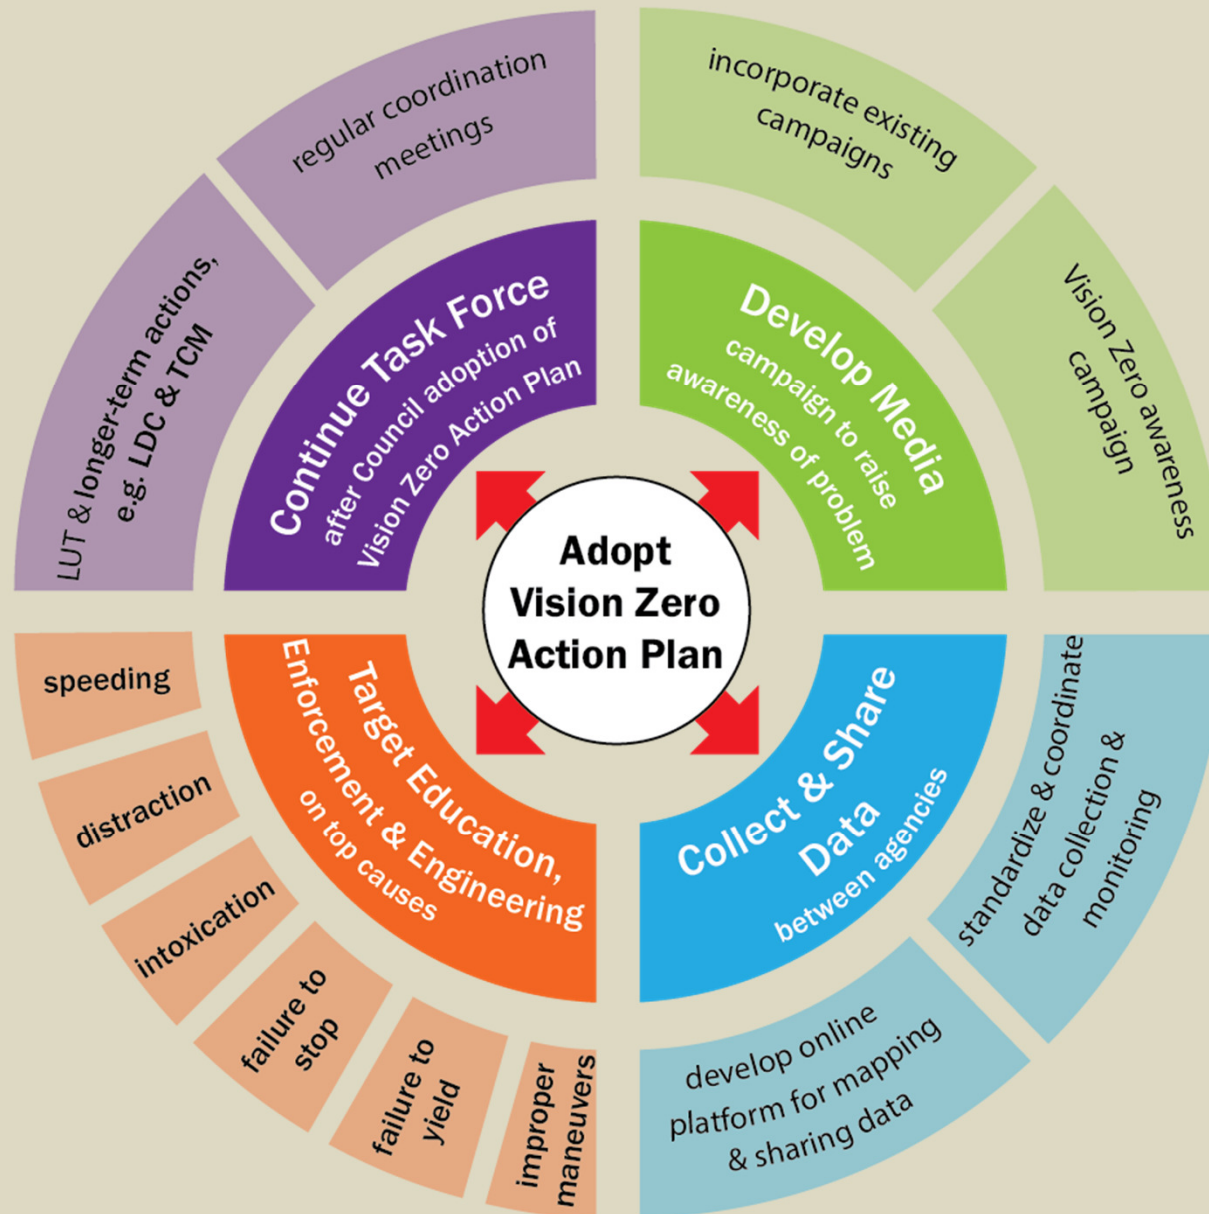 Adopt
Vision Zero
Action Plan
Continue Task Force
after Council adoption of
Vision Zero Action Plan
regular coordination
meetings
LUT & longer-term actions,
e.g. LDC & TCM
Develop Media
campaign to raise
awareness of problem
incorporate existing
campaigns
Vision Zero awareness
campaign
Collect & Share
Data
between agencies
standardize & coordinate
data collection &
monitoring
develop online
platform for mapping
& sharing data
Target Education,
Enforcement & Engineering
on top causes
speeding
distraction
intoxication
failure to
stop
failure to
yield
improper
maneuvers